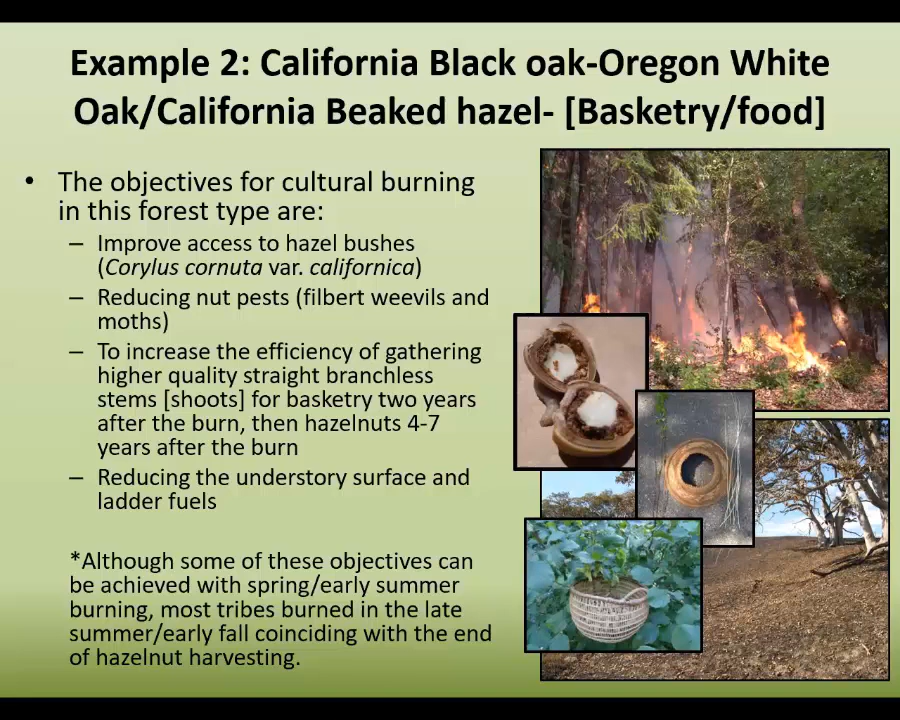 Example 2: California Black oak-Oregon White
Oak/California Beaked hazel- [Basketry/food]
• The objectives for cultural burning
in this forest type are:
– Improve access to hazel bushes
(Corylus cornuta var. californica)
– Reducing nut pests (filbert weevils and
moths)
– To increase the efficiency of gathering
higher quality straight branchless
stems [shoots] for basketry two years
after the burn, then hazelnuts 4-7
years after the burn
– Reducing the understory surface and
ladder fuels
*Although some of these objectives can
be achieved with spring/early summer
burning, most tribes burned in the late
summer/early fall coinciding with the end
of hazelnut harvesting.